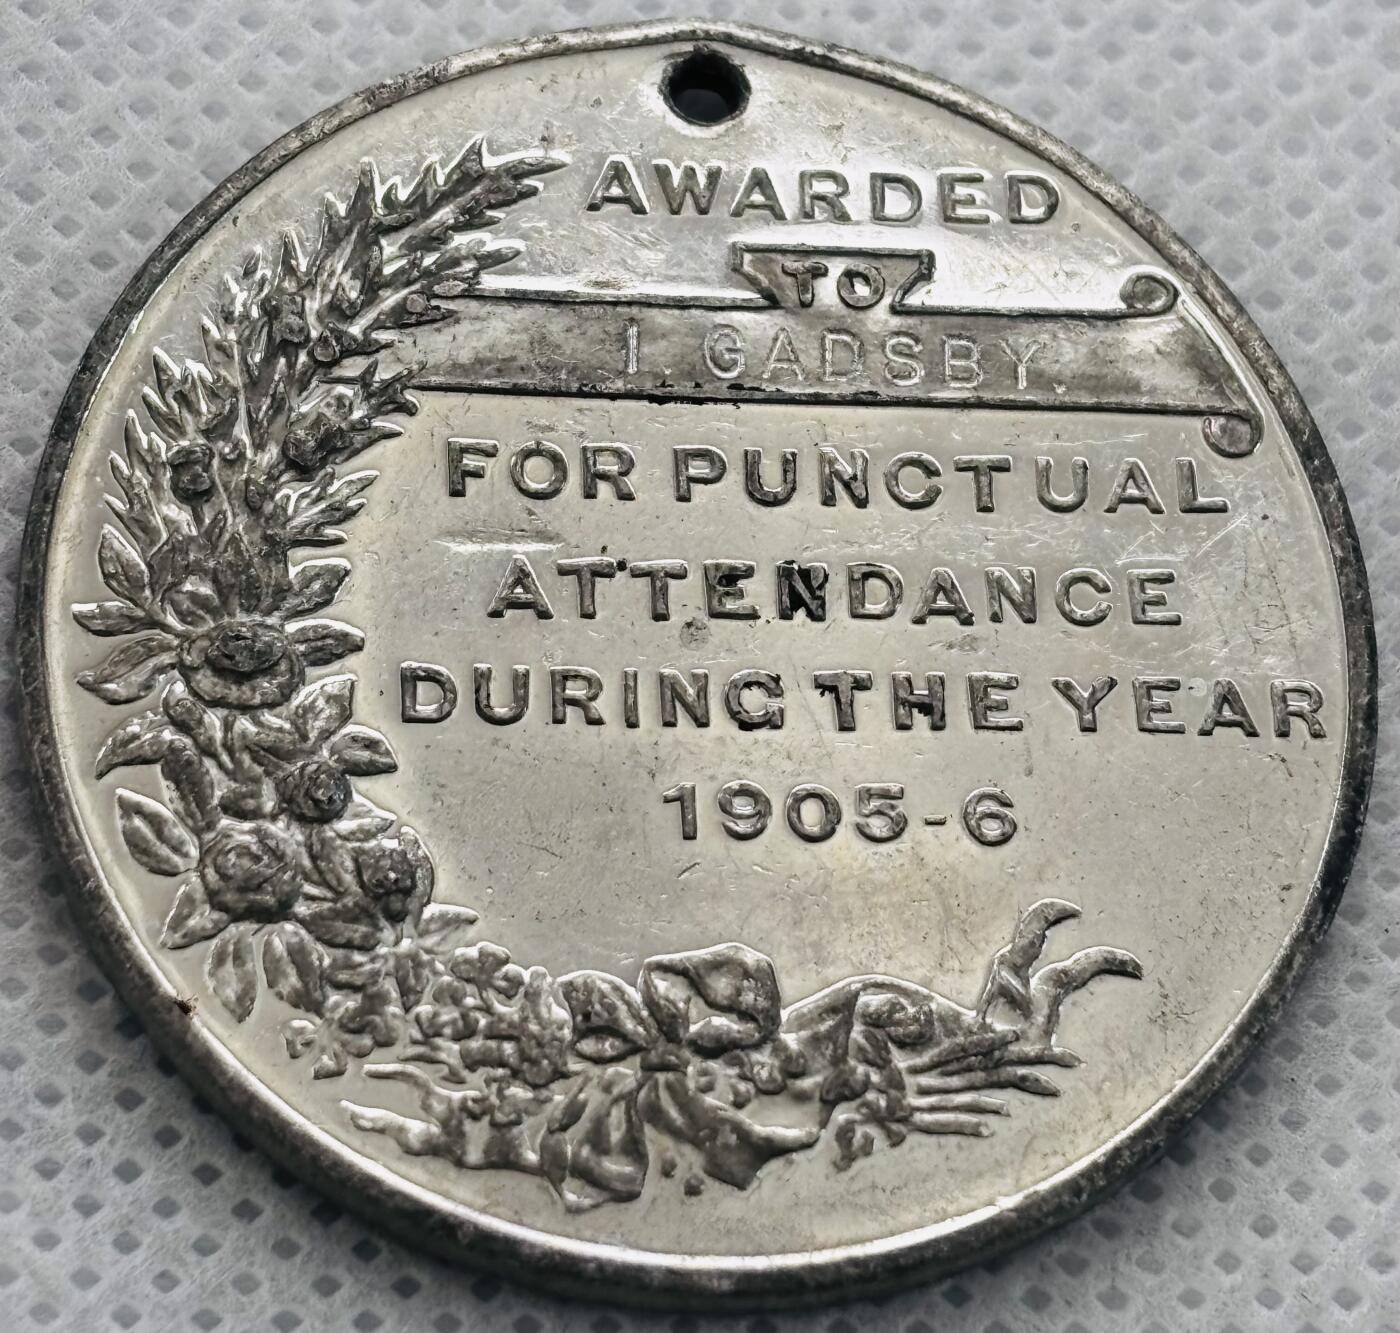 AWARDED
TO
I. GADSBY.
FOR PUNCTUAL
ATTENDANCE
DURING THE YEAR
1905-6